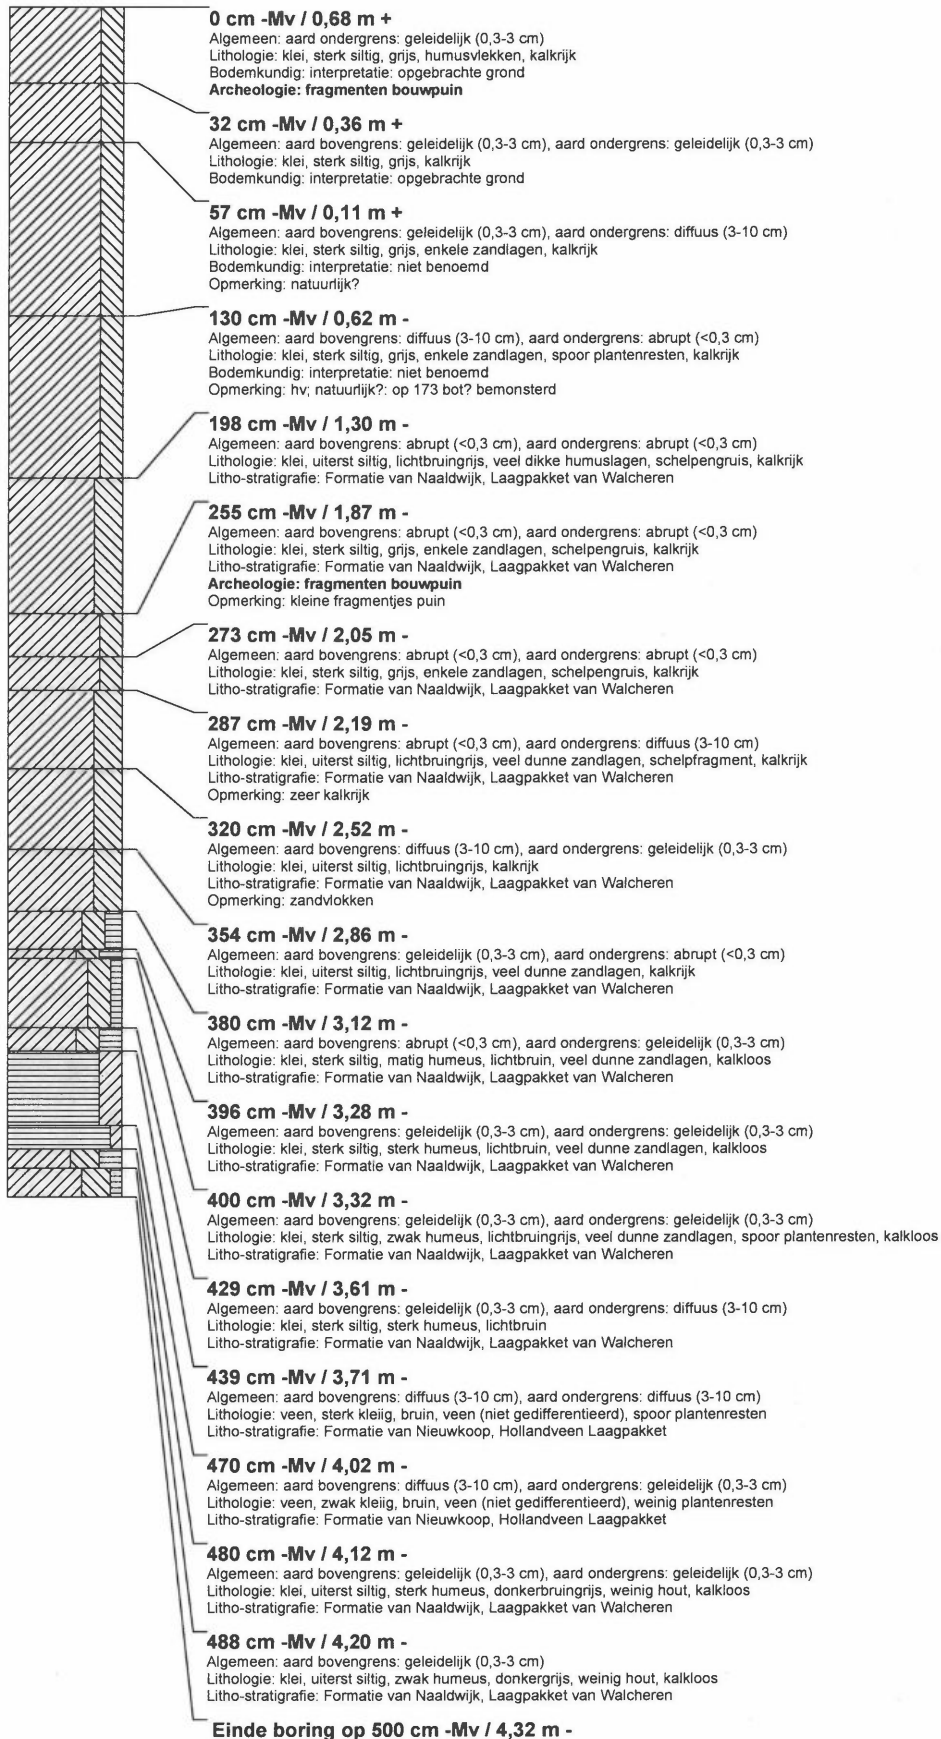 0 cm -Mv / 0,68 m +
Algemeen: aard ondergrens: geleidelijk (0,3-3 cm)
Lithologie: klei, sterk siltig, grijs, humusvlekken, kalkrijk
Bodemkundig: interpretatie: opgebrachte grond
Archeologie: fragmenten bouwpuin
32 cm -Mv / 0,36 m +
Algemeen: aard bovengrens: geleidelijk (0,3-3 cm), aard ondergrens: geleidelijk (0,3-3 cm)
Lithologie: klei, sterk siltig, grijs, kalkrijk
Bodemkundig: interpretatie: opgebrachte grond
57 cm -Mv / 0,11 m +
Algemeen: aard bovengrens: geleidelijk (0,3-3 cm), aard ondergrens: diffuus (3-10 cm)
Lithologie: klei, sterk siltig, grijs, enkele zandlagen, kalkrijk
Bodemkundig: interpretatie: niet benoemd
Opmerking: natuurlijk?
130 cm -Mv / 0,62 m -
Algemeen: aard bovengrens: diffuus (3-10 cm), aard ondergrens: abrupt (<0,3 cm)
Lithologie: klei, sterk siltig, grijs, enkele zandlagen, spoor plantenresten, kalkrijk
Bodemkundig: interpretatie: niet benoemd
Opmerking: hv; natuurlijk?: op 173 bot? bemonsterd
198 cm -Mv / 1,30 m -
Algemeen: aard bovengrens: abrupt (<0,3 cm), aard ondergrens: abrupt (<0,3 cm)
Lithologie: klei, uiterst siltig, lichtbruingrijs, veel dikke humuslagen, schelpengruis, kalkrijk
Litho-stratigrafie: Formatie van Naaldwijk, Laagpakket van Walcheren
255 cm -Mv / 1,87 m -
Algemeen: aard bovengrens: abrupt (<0,3 cm), aard ondergrens: abrupt (<0,3 cm)
Lithologie: klei, sterk siltig, grijs, enkele zandlagen, schelpengruis, kalkrijk
Litho-stratigrafie: Formatie van Naaldwijk, Laagpakket van Walcheren
Archeologie: fragmenten bouwpuin
Opmerking: kleine fragmentjes puin
273 cm -Mv / 2,05 m -
Algemeen: aard bovengrens: abrupt (<0,3 cm), aard ondergrens: abrupt (<0,3 cm)
Lithologie: klei, sterk siltig, grijs, enkele zandlagen, schelpengruis, kalkrijk
Litho-stratigrafie: Formatie van Naaldwijk, Laagpakket van Walcheren
287 cm -Mv / 2,19 m -
Algemeen: aard bovengrens: abrupt (<0,3 cm), aard ondergrens: diffuus (3-10 cm)
Lithologie: klei, uiterst siltig, lichtbruingrijs, veel dunne zandlagen, schelpfragment, kalkrijk
Litho-stratigrafie: Formatie van Naaldwijk, Laagpakket van Walcheren
Opmerking: zeer kalkrijk
320 cm -Mv / 2,52 m -
Algemeen: aard bovengrens: diffuus (3-10 cm), aard ondergrens: geleidelijk (0,3-3 cm)
Lithologie: klei, uiterst siltig, lichtbruingrijs, kalkrijk
Litho-stratigrafie: Formatie van Naaldwijk, Laagpakket van Walcheren
Opmerking: zandvlokken
354 cm -Mv / 2,86 m -
Algemeen: aard bovengrens: geleidelijk (0,3-3 cm), aard ondergrens: abrupt (<0,3 cm)
Lithologie: klei, uiterst siltig, lichtbruingrijs, veel dunne zandlagen, kalkrijk
Litho-stratigrafie: Formatie van Naaldwijk, Laagpakket van Walcheren
380 cm -Mv / 3,12 m -
Algemeen: aard bovengrens: abrupt (<0,3 cm), aard ondergrens: geleidelijk (0,3-3 cm)
Lithologie: klei, sterk siltig, matig humeus, lichtbruin, veel dunne zandlagen, kalkloos
Litho-stratigrafie: Formatie van Naaldwijk, Laagpakket van Walcheren
396 cm -Mv / 3,28 m -
Algemeen: aard bovengrens: geleidelijk (0,3-3 cm), aard ondergrens: geleidelijk (0,3-3 cm)
Lithologie: klei, sterk siltig, sterk humeus, lichtbruin, veel dunne zandlagen, kalkloos
Litho-stratigrafie: Formatie van Naaldwijk, Laagpakket van Walcheren
400 cm -Mv / 3,32 m -
Algemeen: aard bovengrens: geleidelijk (0,3-3 cm), aard ondergrens: geleidelijk (0,3-3 cm)
Lithologie: klei, sterk siltig, zwak humeus, lichtbruingrijs, veel dunne zandlagen, spoor plantenresten, kalkloos
Litho-stratigrafie: Formatie van Naaldwijk, Laagpakket van Walcheren
429 cm -Mv / 3,61 m -
Algemeen: aard bovengrens: geleidelijk (0,3-3 cm), aard ondergrens: diffuus (3-10 cm)
Lithologie: klei, sterk siltig, sterk humeus, lichtbruin
Litho-stratigrafie: Formatie van Naaldwijk, Laagpakket van Walcheren
439 cm -Mv / 3,71 m -
Algemeen: aard bovengrens: diffuus (3-10 cm), aard ondergrens: diffuus (3-10 cm)
Lithologie: veen, sterk kleiig, bruin, veen (niet gedifferentieerd), spoor plantenresten
Litho-stratigrafie: Formatie van Nieuwkoop, Hollandveen Laagpakket
470 cm -Mv / 4,02 m -
Algemeen: aard bovengrens: diffuus (3-10 cm), aard ondergrens: geleidelijk (0,3-3 cm)
Lithologie: veen, zwak kleiig, bruin, veen (niet gedifferentieerd), weinig plantenresten
Litho-stratigrafie: Formatie van Nieuwkoop, Hollandveen Laagpakket
480 cm -Mv / 4,12 m -
Algemeen: aard bovengrens: geleidelijk (0,3-3 cm), aard ondergrens: geleidelijk (0,3-3 cm)
Lithologie: klei, uiterst siltig, sterk humeus, donkerbruingrijs, weinig hout, kalkloos
Litho-stratigrafie: Formatie van Naaldwijk, Laagpakket van Walcheren
488 cm -Mv / 4,20 m -
Algemeen: aard bovengrens: geleidelijk (0,3-3 cm)
Lithologie: klei, uiterst siltig, zwak humeus, donkergrijs, weinig hout, kalkloos
Litho-stratigrafie: Formatie van Naaldwijk, Laagpakket van Walcheren
Einde boring op 500 cm -Mv / 4,32 m -